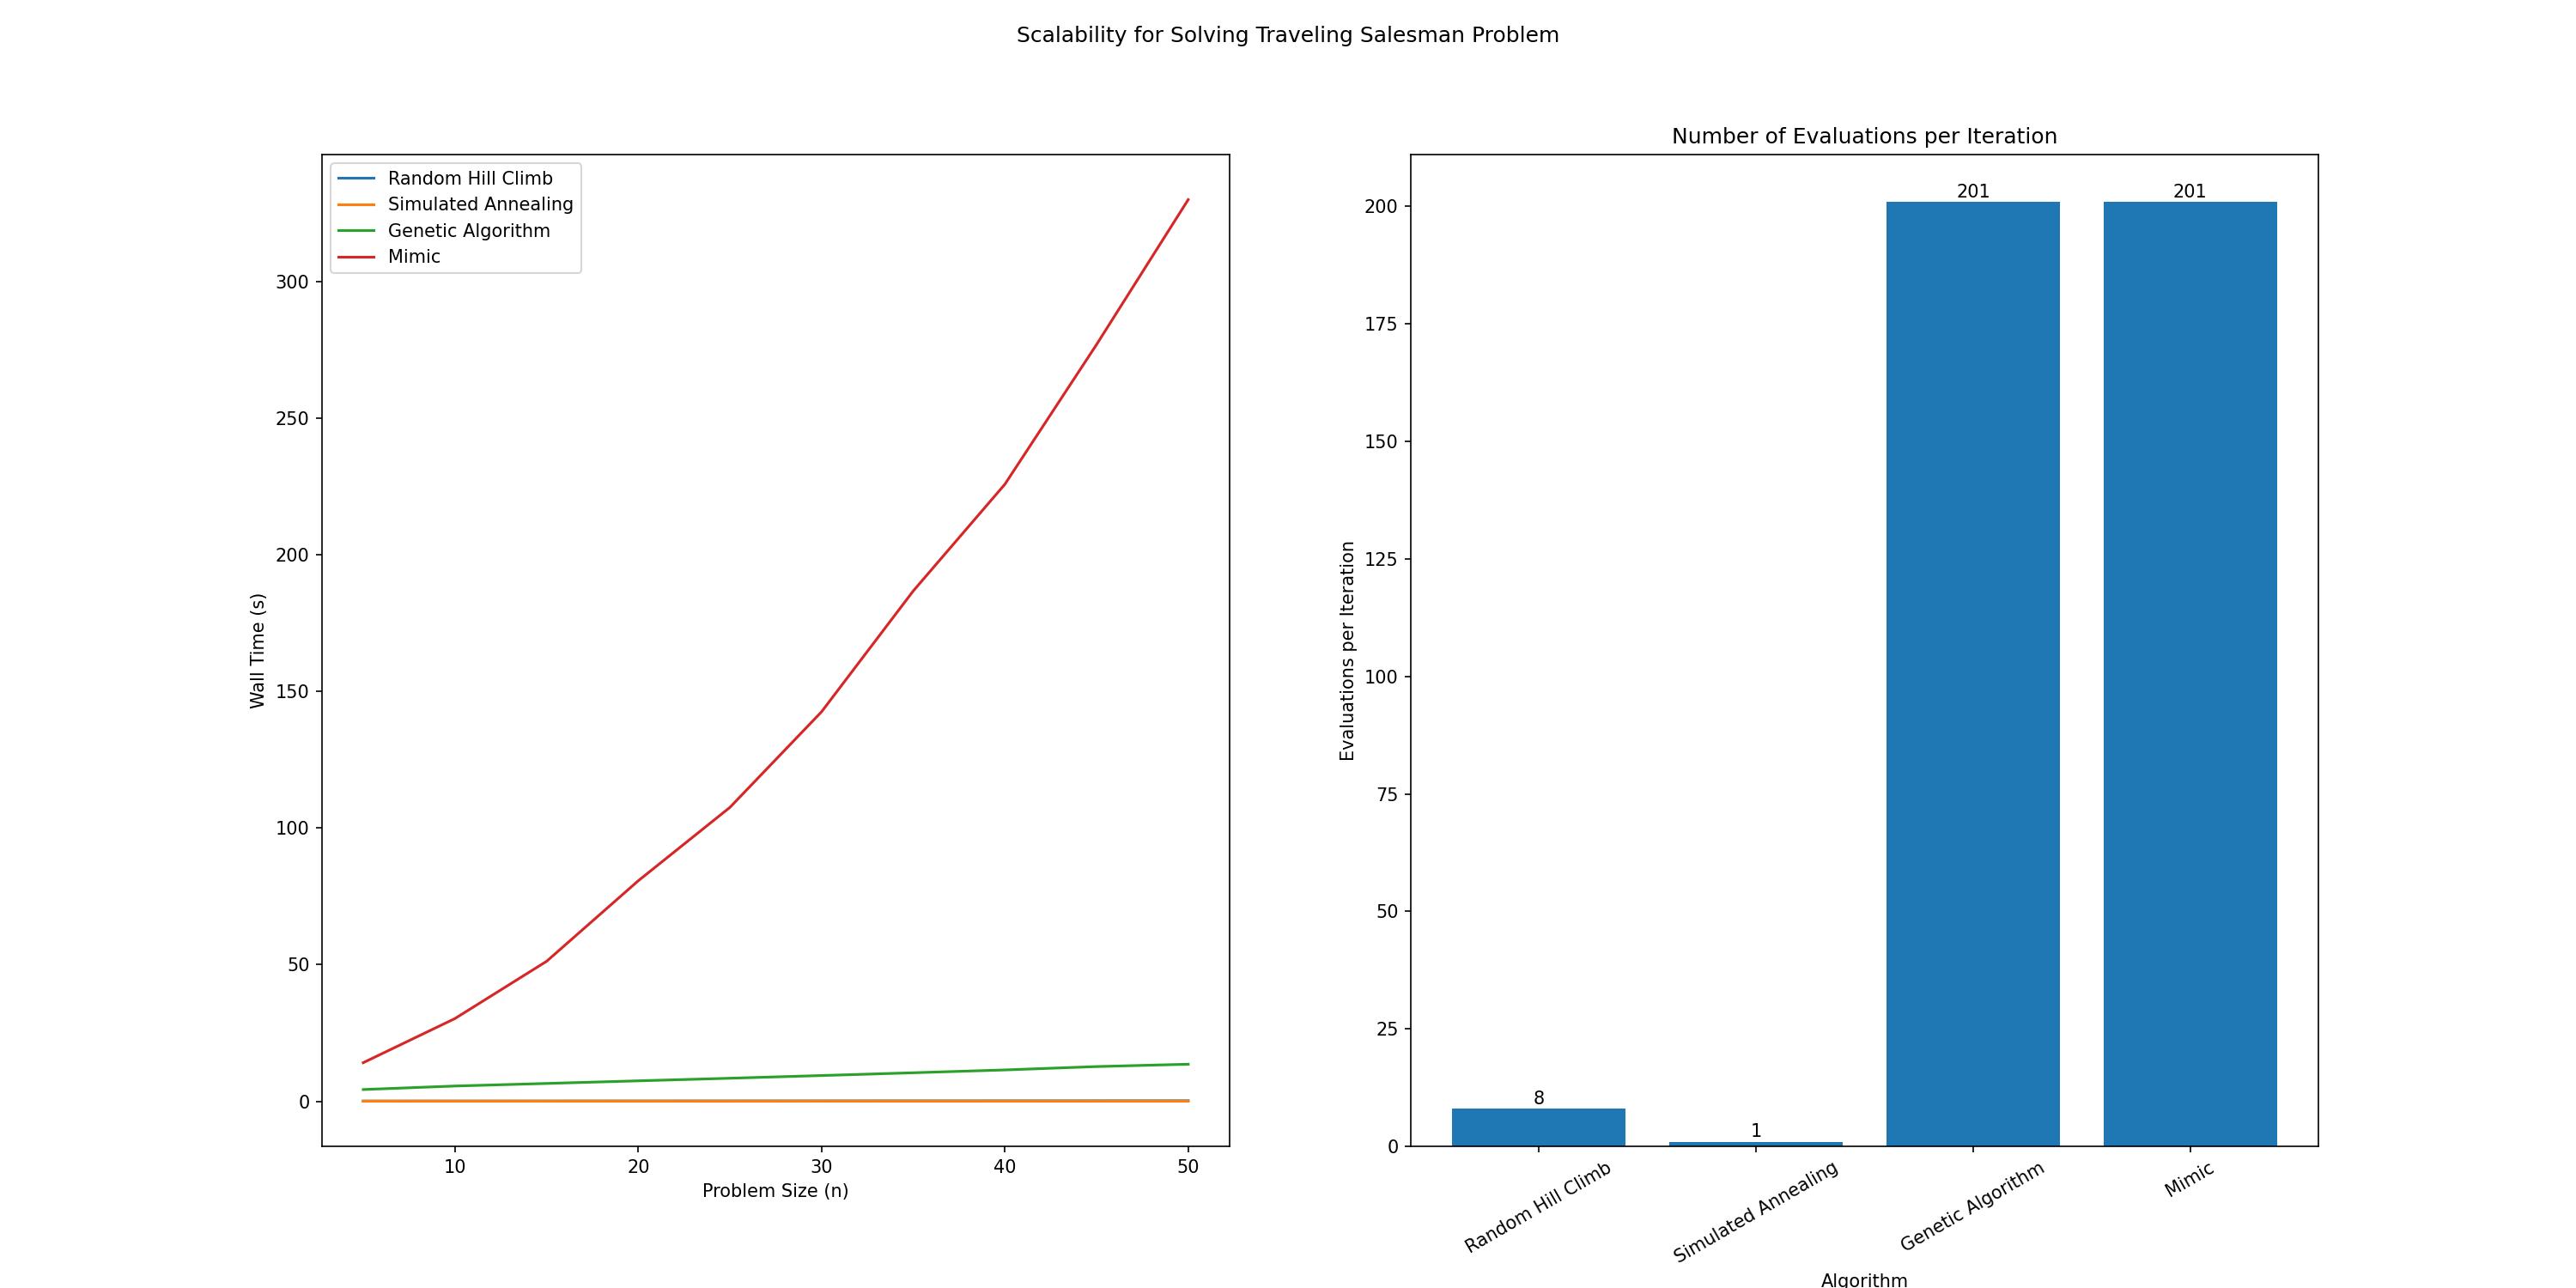 Scalability for Solving Traveling Salesman Problem
Random Hill Climb
Simulated Annealing
Genetic Algorithm
Mimic
300
250
200
150
100
50
0
Wall Time (s)
10 20 30 40 50
Problem Size (n)
Number of Evaluations per Iteration
201 201
8
1
200
175
150
125
100
75
50
25
0
Evaluations per Iteration
Random Hill Climb
Simulated Annealing
Genetic Algorithm
Mimic
Algorithm